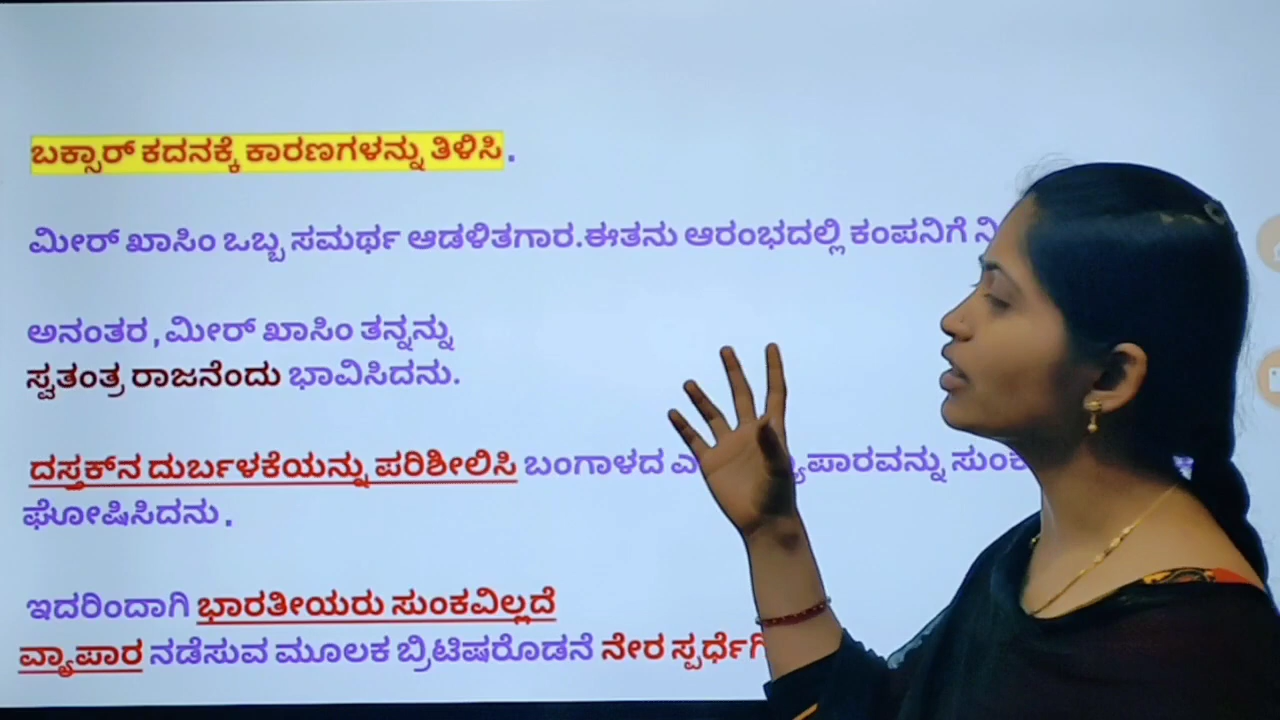 ಬಕ್ಸಾರ್ ಕದನಕ್ಕೆ ಕಾರಣಗಳನ್ನು ತಿಳಿಸಿ .
ಮೀರ್ ಖಾಸಿಂ ಒಬ್ಬ ಸಮರ್ಥ ಆಡಳಿತಗಾರ.ಈತನು ಆರಂಭದಲ್ಲಿ ಕಂಪನಿಗೆ
ಅನಂತರ , ಮೀರ್ ಖಾಸಿಂ ತನ್ನನ್ನು
ಸ್ವತಂತ್ರ ರಾಜನೆಂದು ಭಾವಿಸಿದನು.
ದಸ್ತಕ್‌ನ ದುರ್ಬಳಕೆಯನ್ನು ಪರಿಶೀಲಿಸಿ ಬಂಗಾಳದ
ಘೋಷಿಸಿದನು .
ಇದರಿಂದಾಗಿ ಭಾರತೀಯರು ಸುಂಕವಿಲ್ಲದೆ
ವ್ಯಾಪಾರ ನಡೆಸುವ ಮೂಲಕ ಬ್ರಿಟಿಷರೊಡನೆ ನೇರ